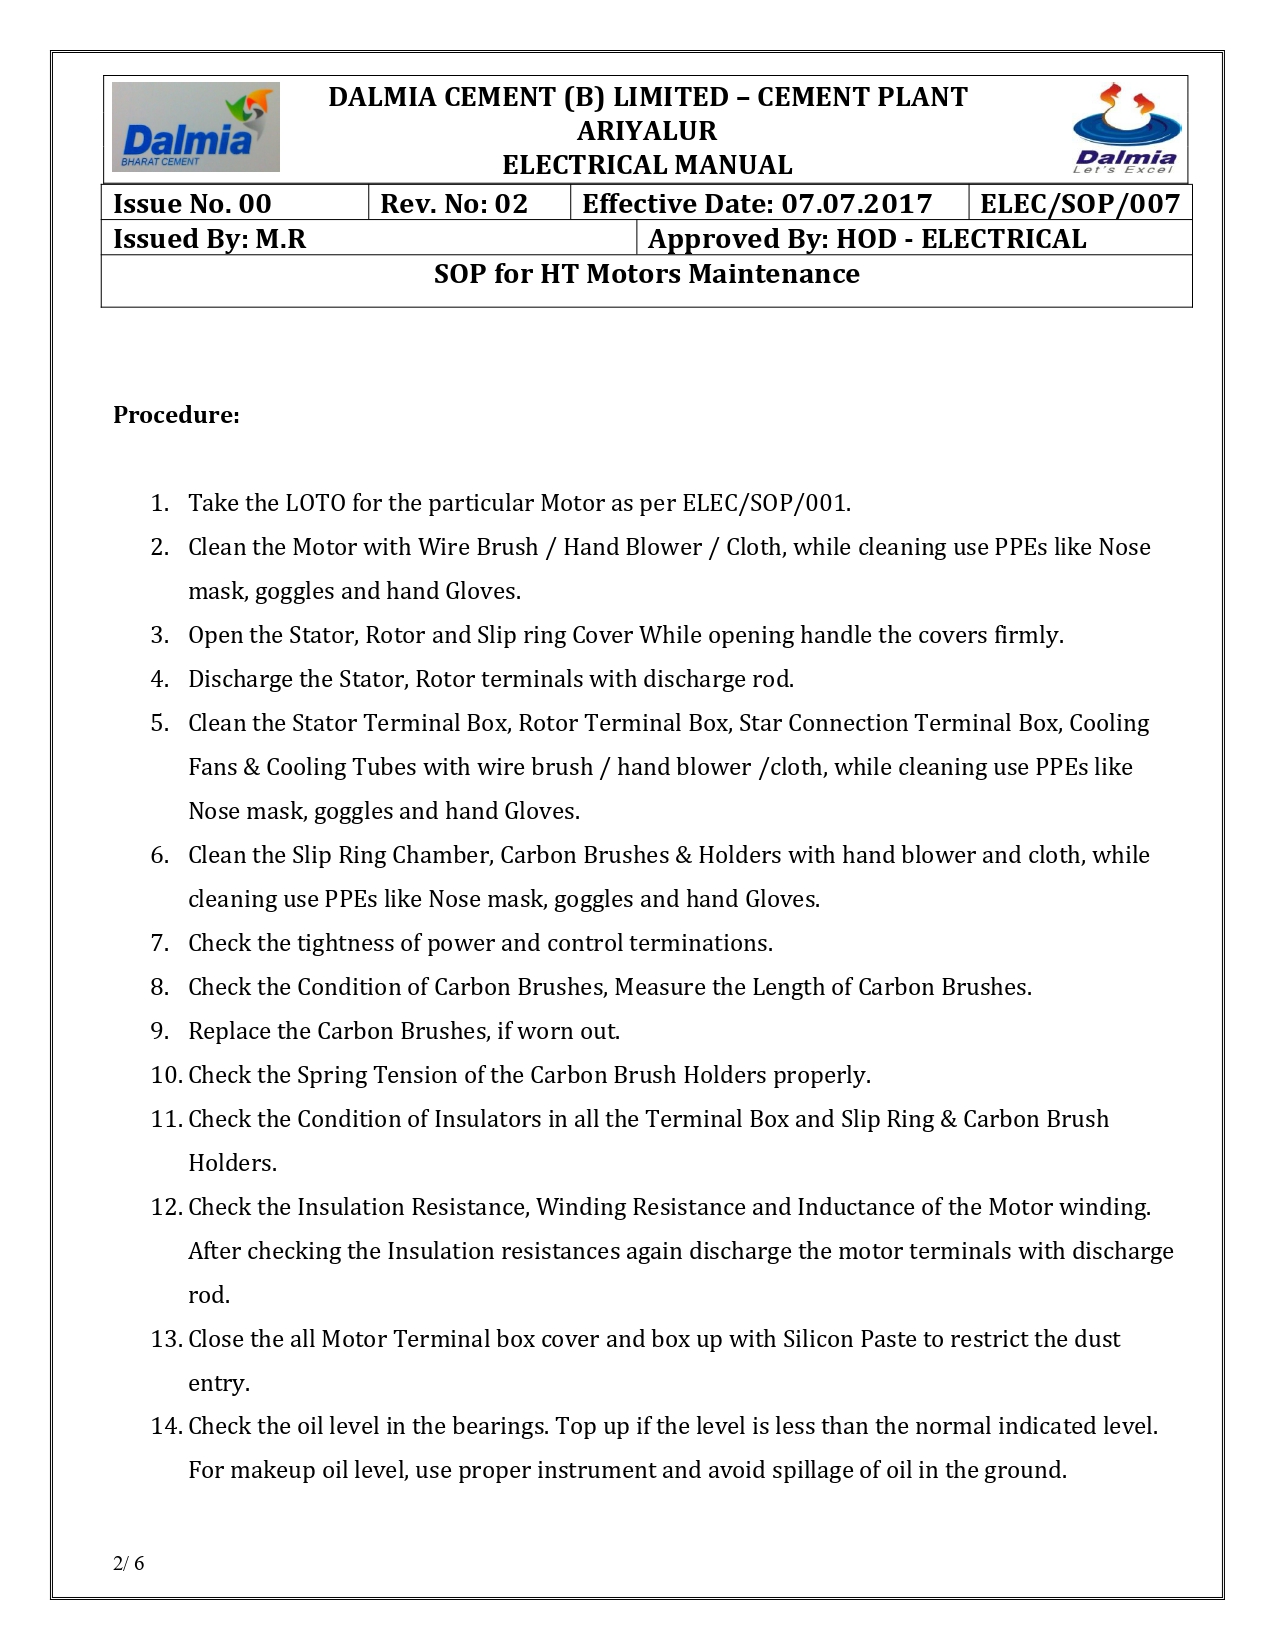 Dalmia
BHARAT CEMENT
DALMIA CEMENT (B) LIMITED – CEMENT PLANT
ARIYALUR
ELECTRICAL MANUAL
Dalmia
Let's Excel
Issue No. 00 Rev. No: 02 Effective Date: 07.07.2017 ELEC/SOP/007
Issued By: M.R Approved By: HOD - ELECTRICAL
SOP for HT Motors Maintenance
Procedure:
1. Take the LOTO for the particular Motor as per ELEC/SOP/001.
2. Clean the Motor with Wire Brush / Hand Blower / Cloth, while cleaning use PPEs like Nose
mask, goggles and hand Gloves.
3. Open the Stator, Rotor and Slip ring Cover While opening handle the covers firmly.
4. Discharge the Stator, Rotor terminals with discharge rod.
5. Clean the Stator Terminal Box, Rotor Terminal Box, Star Connection Terminal Box, Cooling
Fans & Cooling Tubes with wire brush / hand blower /cloth, while cleaning use PPEs like
Nose mask, goggles and hand Gloves.
6. Clean the Slip Ring Chamber, Carbon Brushes & Holders with hand blower and cloth, while
cleaning use PPEs like Nose mask, goggles and hand Gloves.
7. Check the tightness of power and control terminations.
8. Check the Condition of Carbon Brushes, Measure the Length of Carbon Brushes.
9. Replace the Carbon Brushes, if worn out.
10. Check the Spring Tension of the Carbon Brush Holders properly.
11. Check the Condition of Insulators in all the Terminal Box and Slip Ring & Carbon Brush
Holders.
12. Check the Insulation Resistance, Winding Resistance and Inductance of the Motor winding.
After checking the Insulation resistances again discharge the motor terminals with discharge
rod.
13. Close the all Motor Terminal box cover and box up with Silicon Paste to restrict the dust
entry.
14. Check the oil level in the bearings. Top up if the level is less than the normal indicated level.
For makeup oil level, use proper instrument and avoid spillage of oil in the ground.
2/ 6